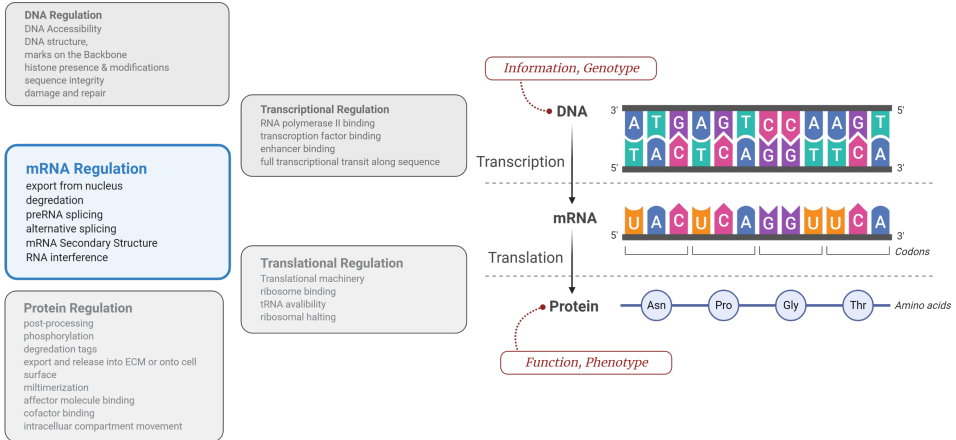 DNA Regulation
DNA Accessibility
DNA structure,
marks on the Backbone
histone presence & modifications
sequence integrity
damage and repair
mRNA Regulation
export from nucleus
degredation
preRNA splicing
alternative splicing
mRNA Secondary Structure
RNA interference
Protein Regulation
post-processing
phosphorylation
degredation tags
export and release into ECM or onto cell
surface
miltimerization
affector molecule binding
cofactor binding
intracelluar compartment movement
Transcriptional Regulation
RNA polymerase II binding
transcroption factor binding
enhancer binding
full transcriptional transit along sequence
Translational Regulation
Translational machinery
ribosome binding
tRNA avalibility
ribosomal halting
Information, Genotype
DNA
Transcription
mRNA
Translation
Protein
Function, Phenotype
3' 5'
A T G A G T C C A A G T
T A C T C A G G T T C A
5' 3'
U A C U C A G G U U C A
5' 3'
Codons
Asn Pro Gly Thr Amino acids